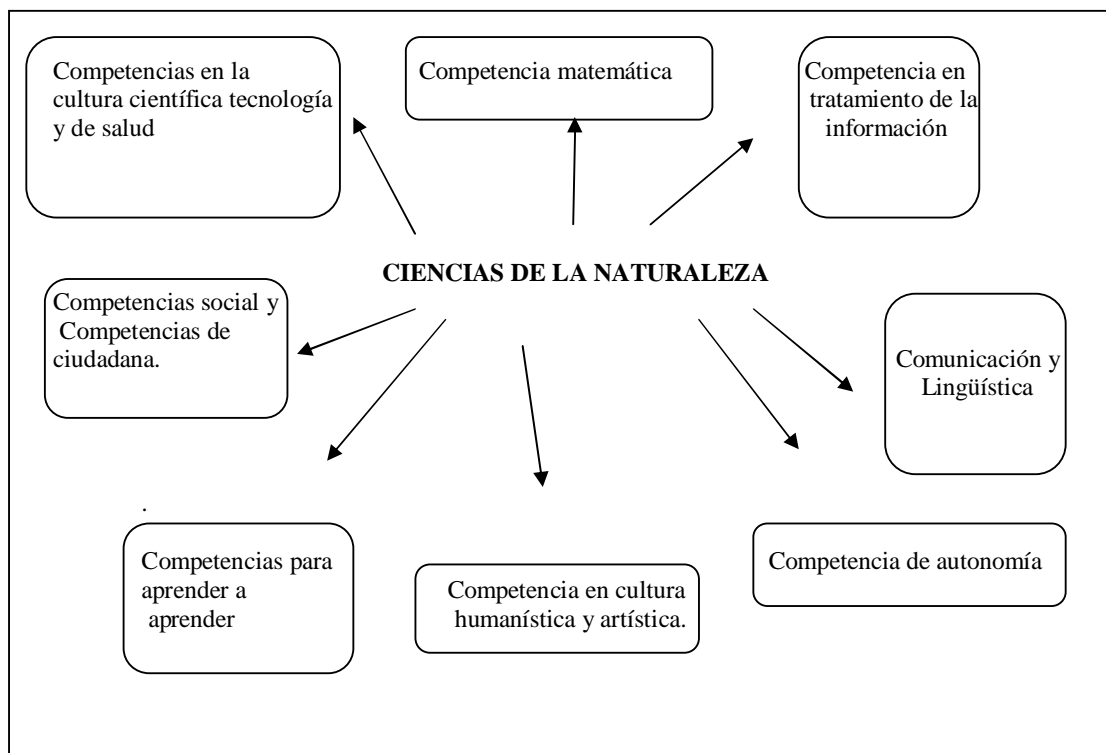 Competencias en la
cultura científica tecnología
y de salud
Competencia matemática
Competencia en
tratamiento de la
información
CIENCIAS DE LA NATURALEZA
Competencias social y
Competencias de
ciudadana.
Comunicación y
Lingüística
.
Competencias para
aprender a
aprender
Competencia en cultura
humanística y artística.
Competencia de autonomía